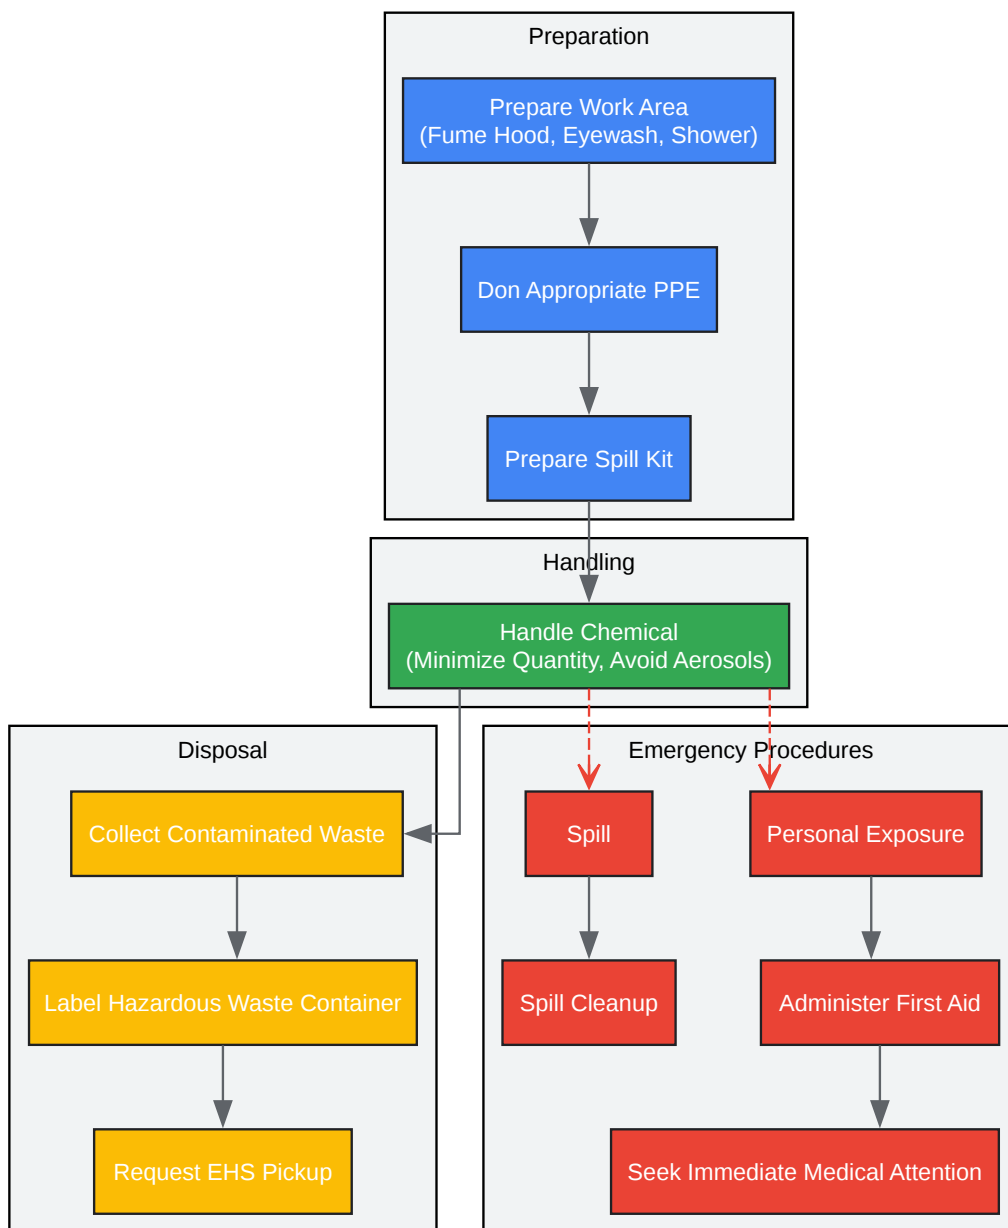 Preparation
Prepare Work Area
(Fume Hood, Eyewash, Shower)
Don Appropriate PPE
Prepare Spill Kit
Handling
Handle Chemical
(Minimize Quantity, Avoid Aerosols)
Disposal
Collect Contaminated Waste
Label Hazardous Waste Container
Request EHS Pickup
Emergency Procedures
Spill
Personal Exposure
Spill Cleanup
Administer First Aid
Seek Immediate Medical Attention